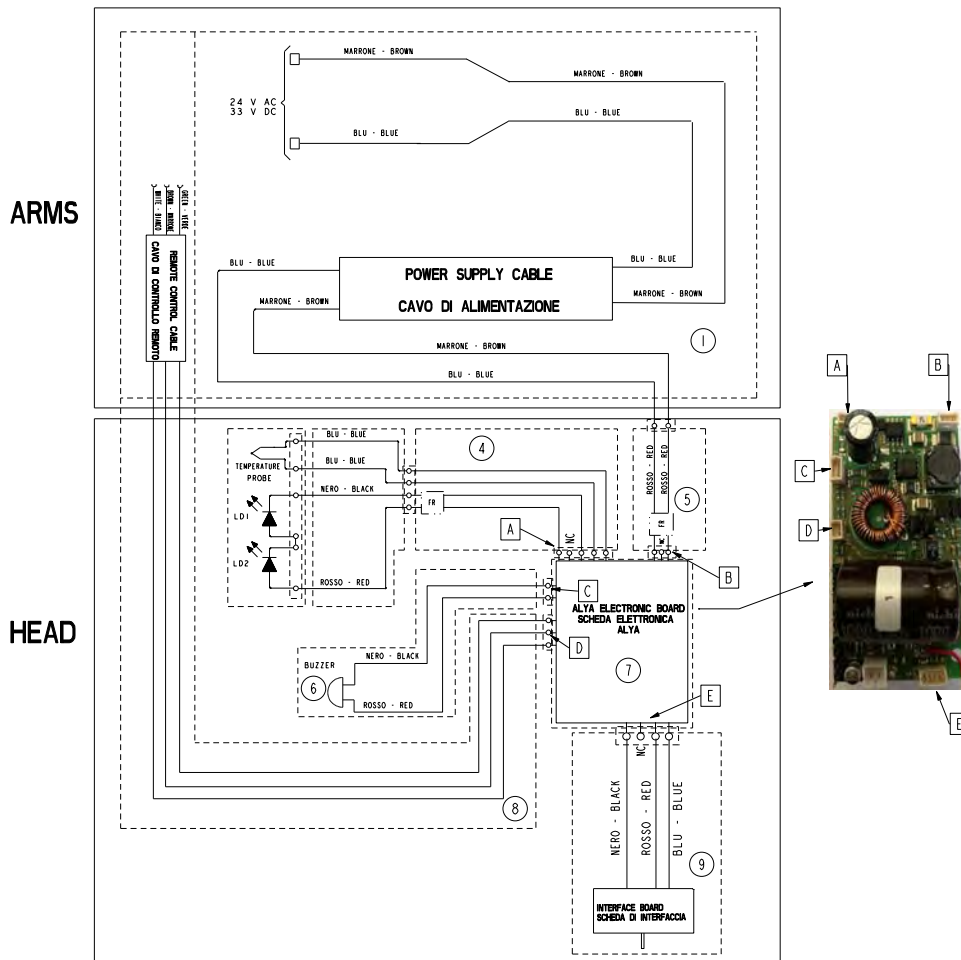 ARMS
24 V AC
33 V DC
MARRONE - BROWN
MARRONE - BROWN
BLU - BLUE
BLU - BLUE
WHITE - BIANCO
BROWN - MARRONE
GREEN - VERDE
REMOTE CONTROL CABLE
CAVO DI CONTROLLO REMOTO
BLU - BLUE
BLU - BLUE
POWER SUPPLY CABLE
CAVO DI ALIMENTAZIONE
MARRONE - BROWN
MARRONE - BROWN
MARRONE - BROWN
BLU - BLUE
1
HEAD
BLU - BLUE
BLU - BLUE
TEMPERATURE
PROBE
NERO - BLACK
LD1
LD2
ROSSO - RED
FR
4
ROSSO - RED
ROSSO - RED
5
FR
NC
NC
A
B
C
D
E
ALYA ELECTRONIC BOARD
SCHEDA ELETTRONICA
ALYA
7
BUZZER
6
NERO - BLACK
ROSSO - RED
8
NC
NERO - BLACK
ROSSO - RED
BLU - BLUE
9
INTERFACE BOARD
SCHEDA DI INTERFACCIA
A
B
C
D
E